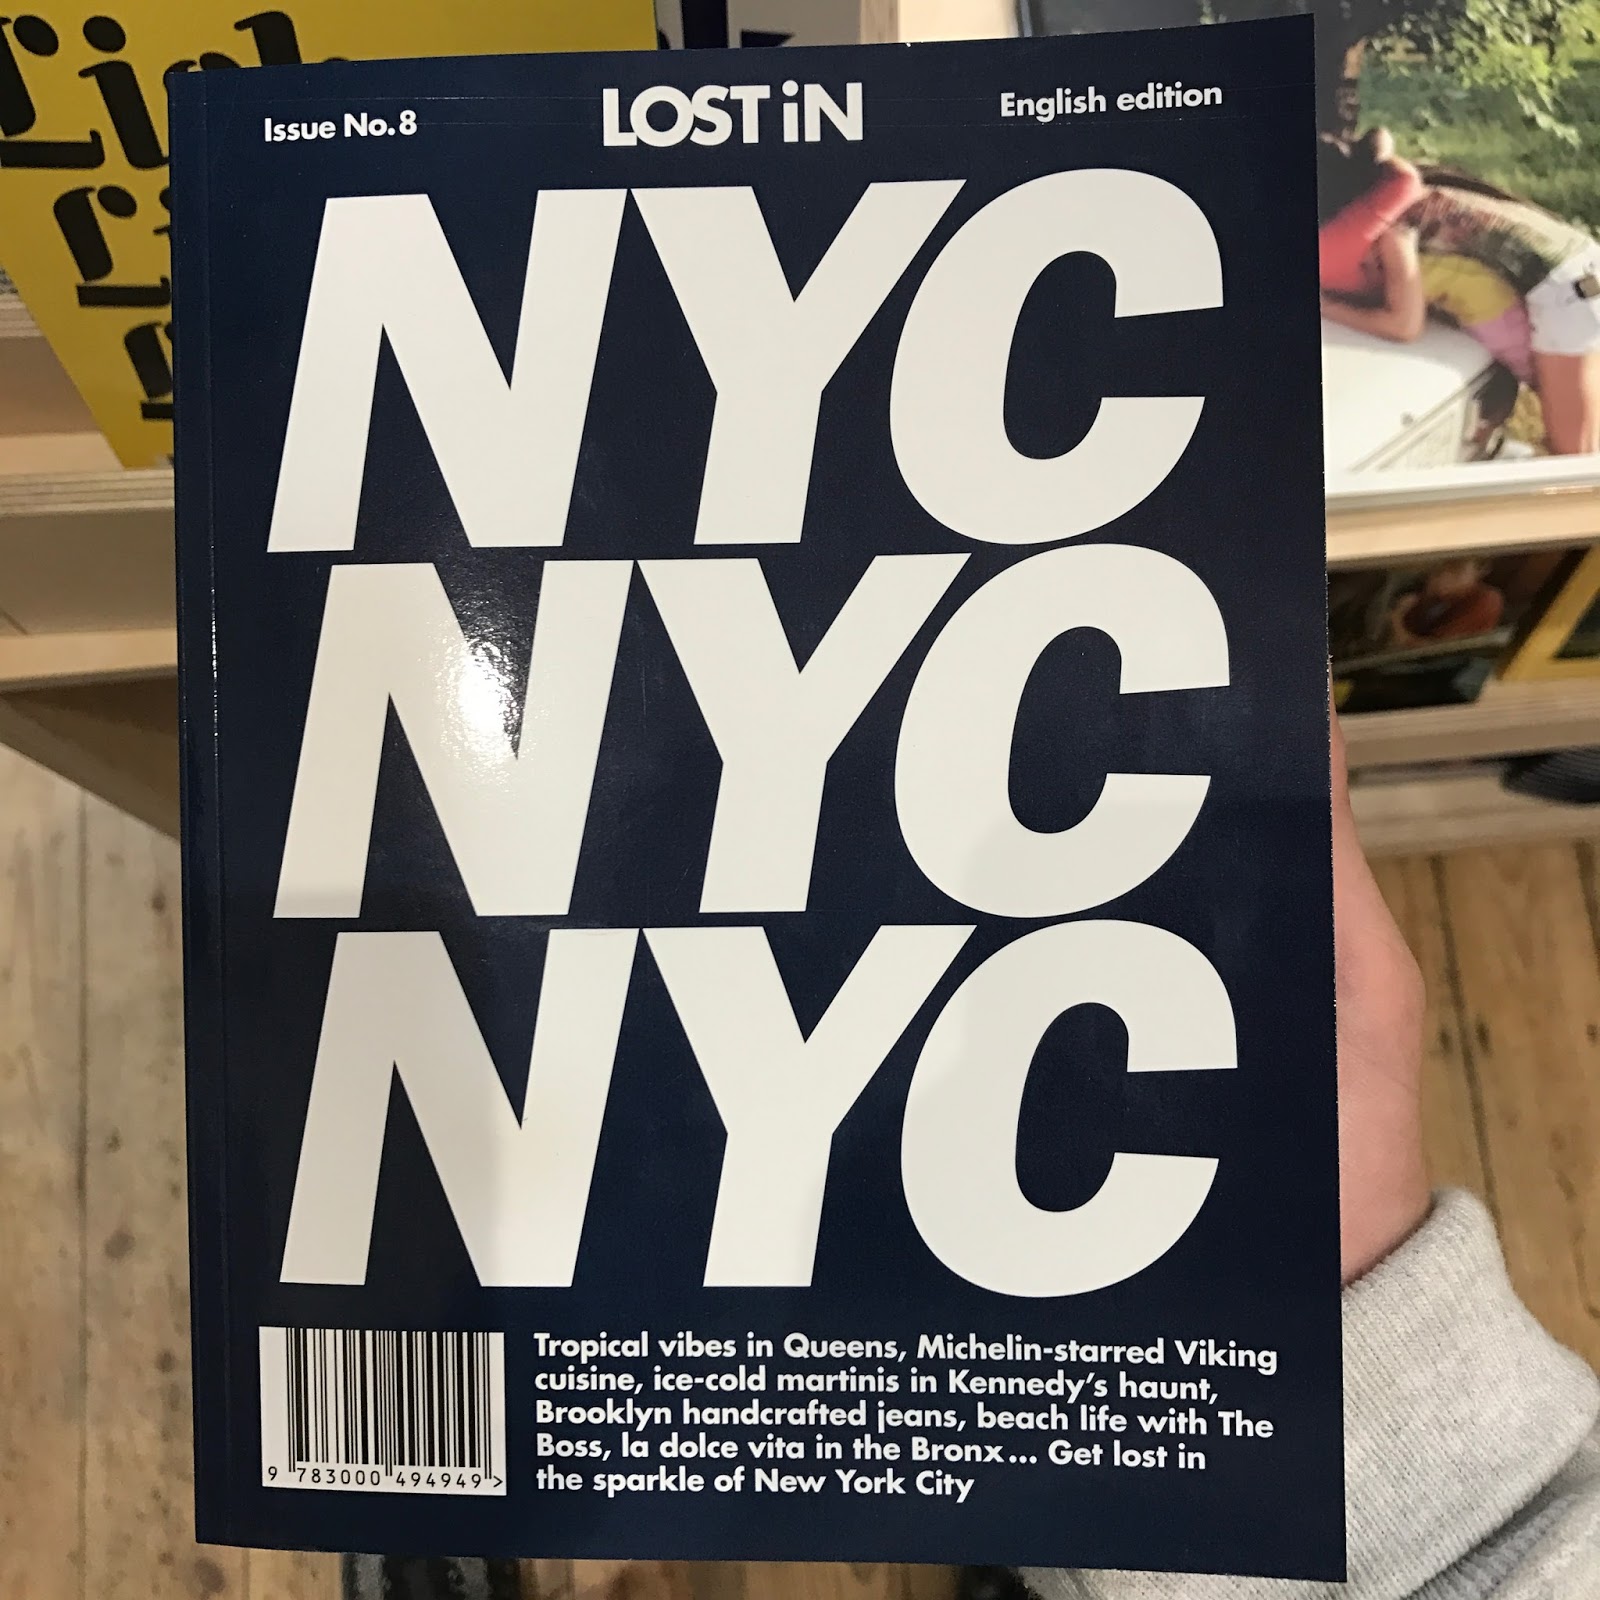 Issue No. 8
LOST iN
English edition
NYC
NYC
NYC
Tropical vibes in Queens, Michelin-starred Viking
cuisine, ice-cold martinis in Kennedy's haunt,
Brooklyn handcrafted jeans, beach life with The
Boss, la dolce vita in the Bronx... Get lost in
the sparkle of New York City
9 783000 494949 >